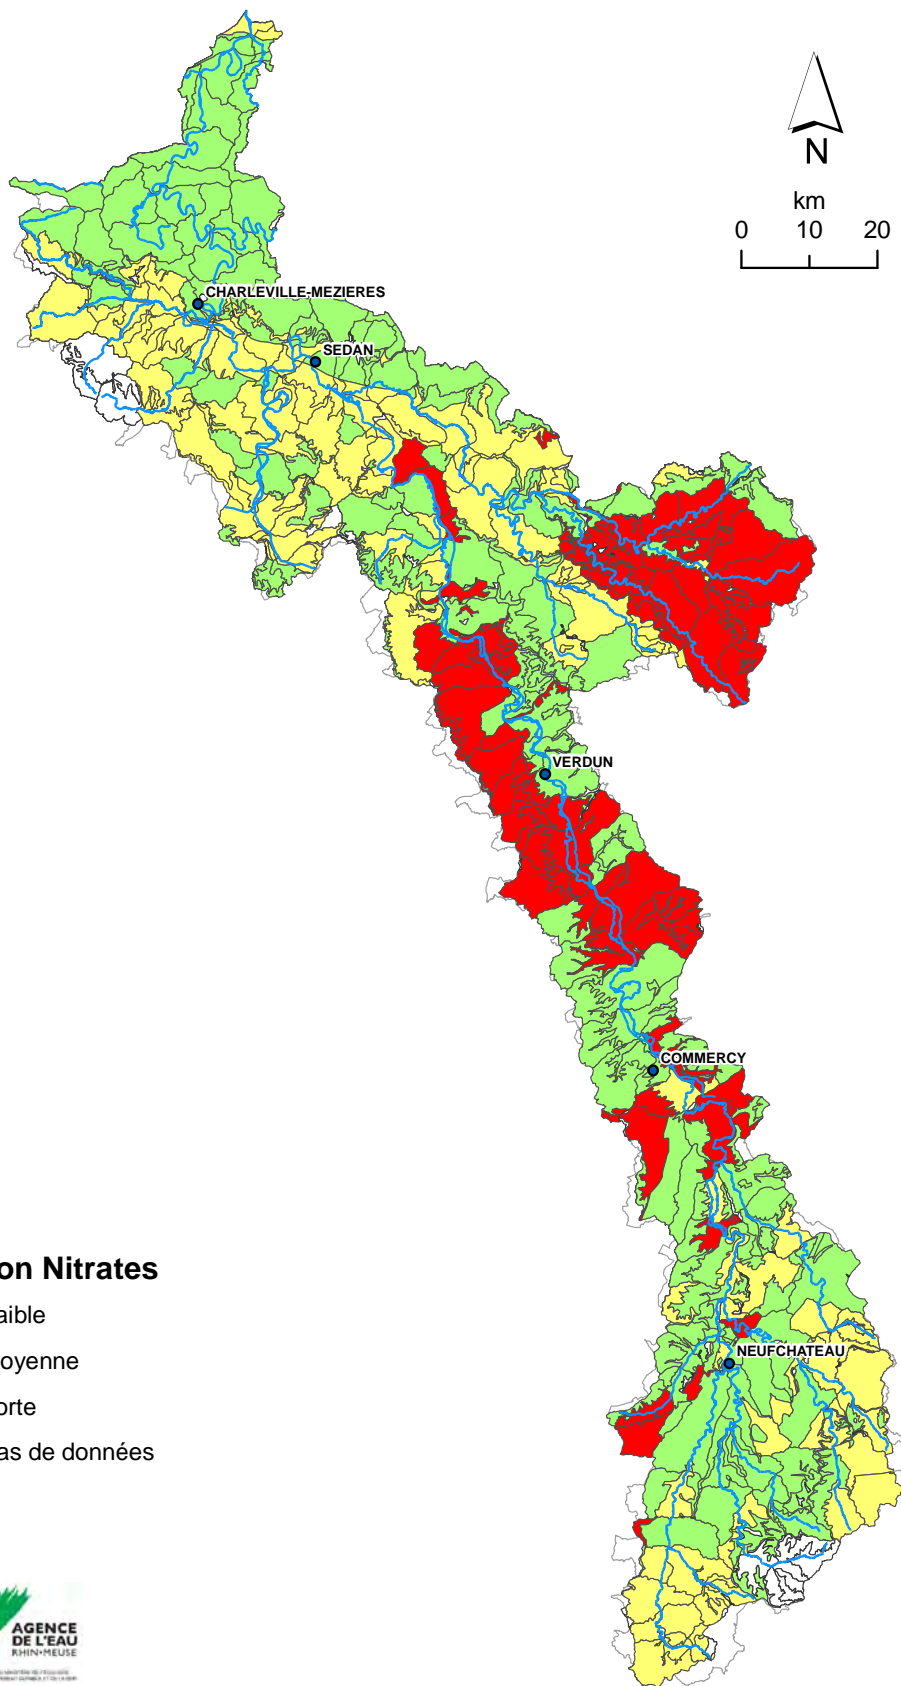 N
km
0 10 20
CHARLEVILLE-MEZIERES
SEDAN
VERDUN
COMMERCY
NEUFCHATEAU
on Nitrates
aible
oyenne
orte
as de données
AGENCE
DE L'EAU
RHIN•MEUSE